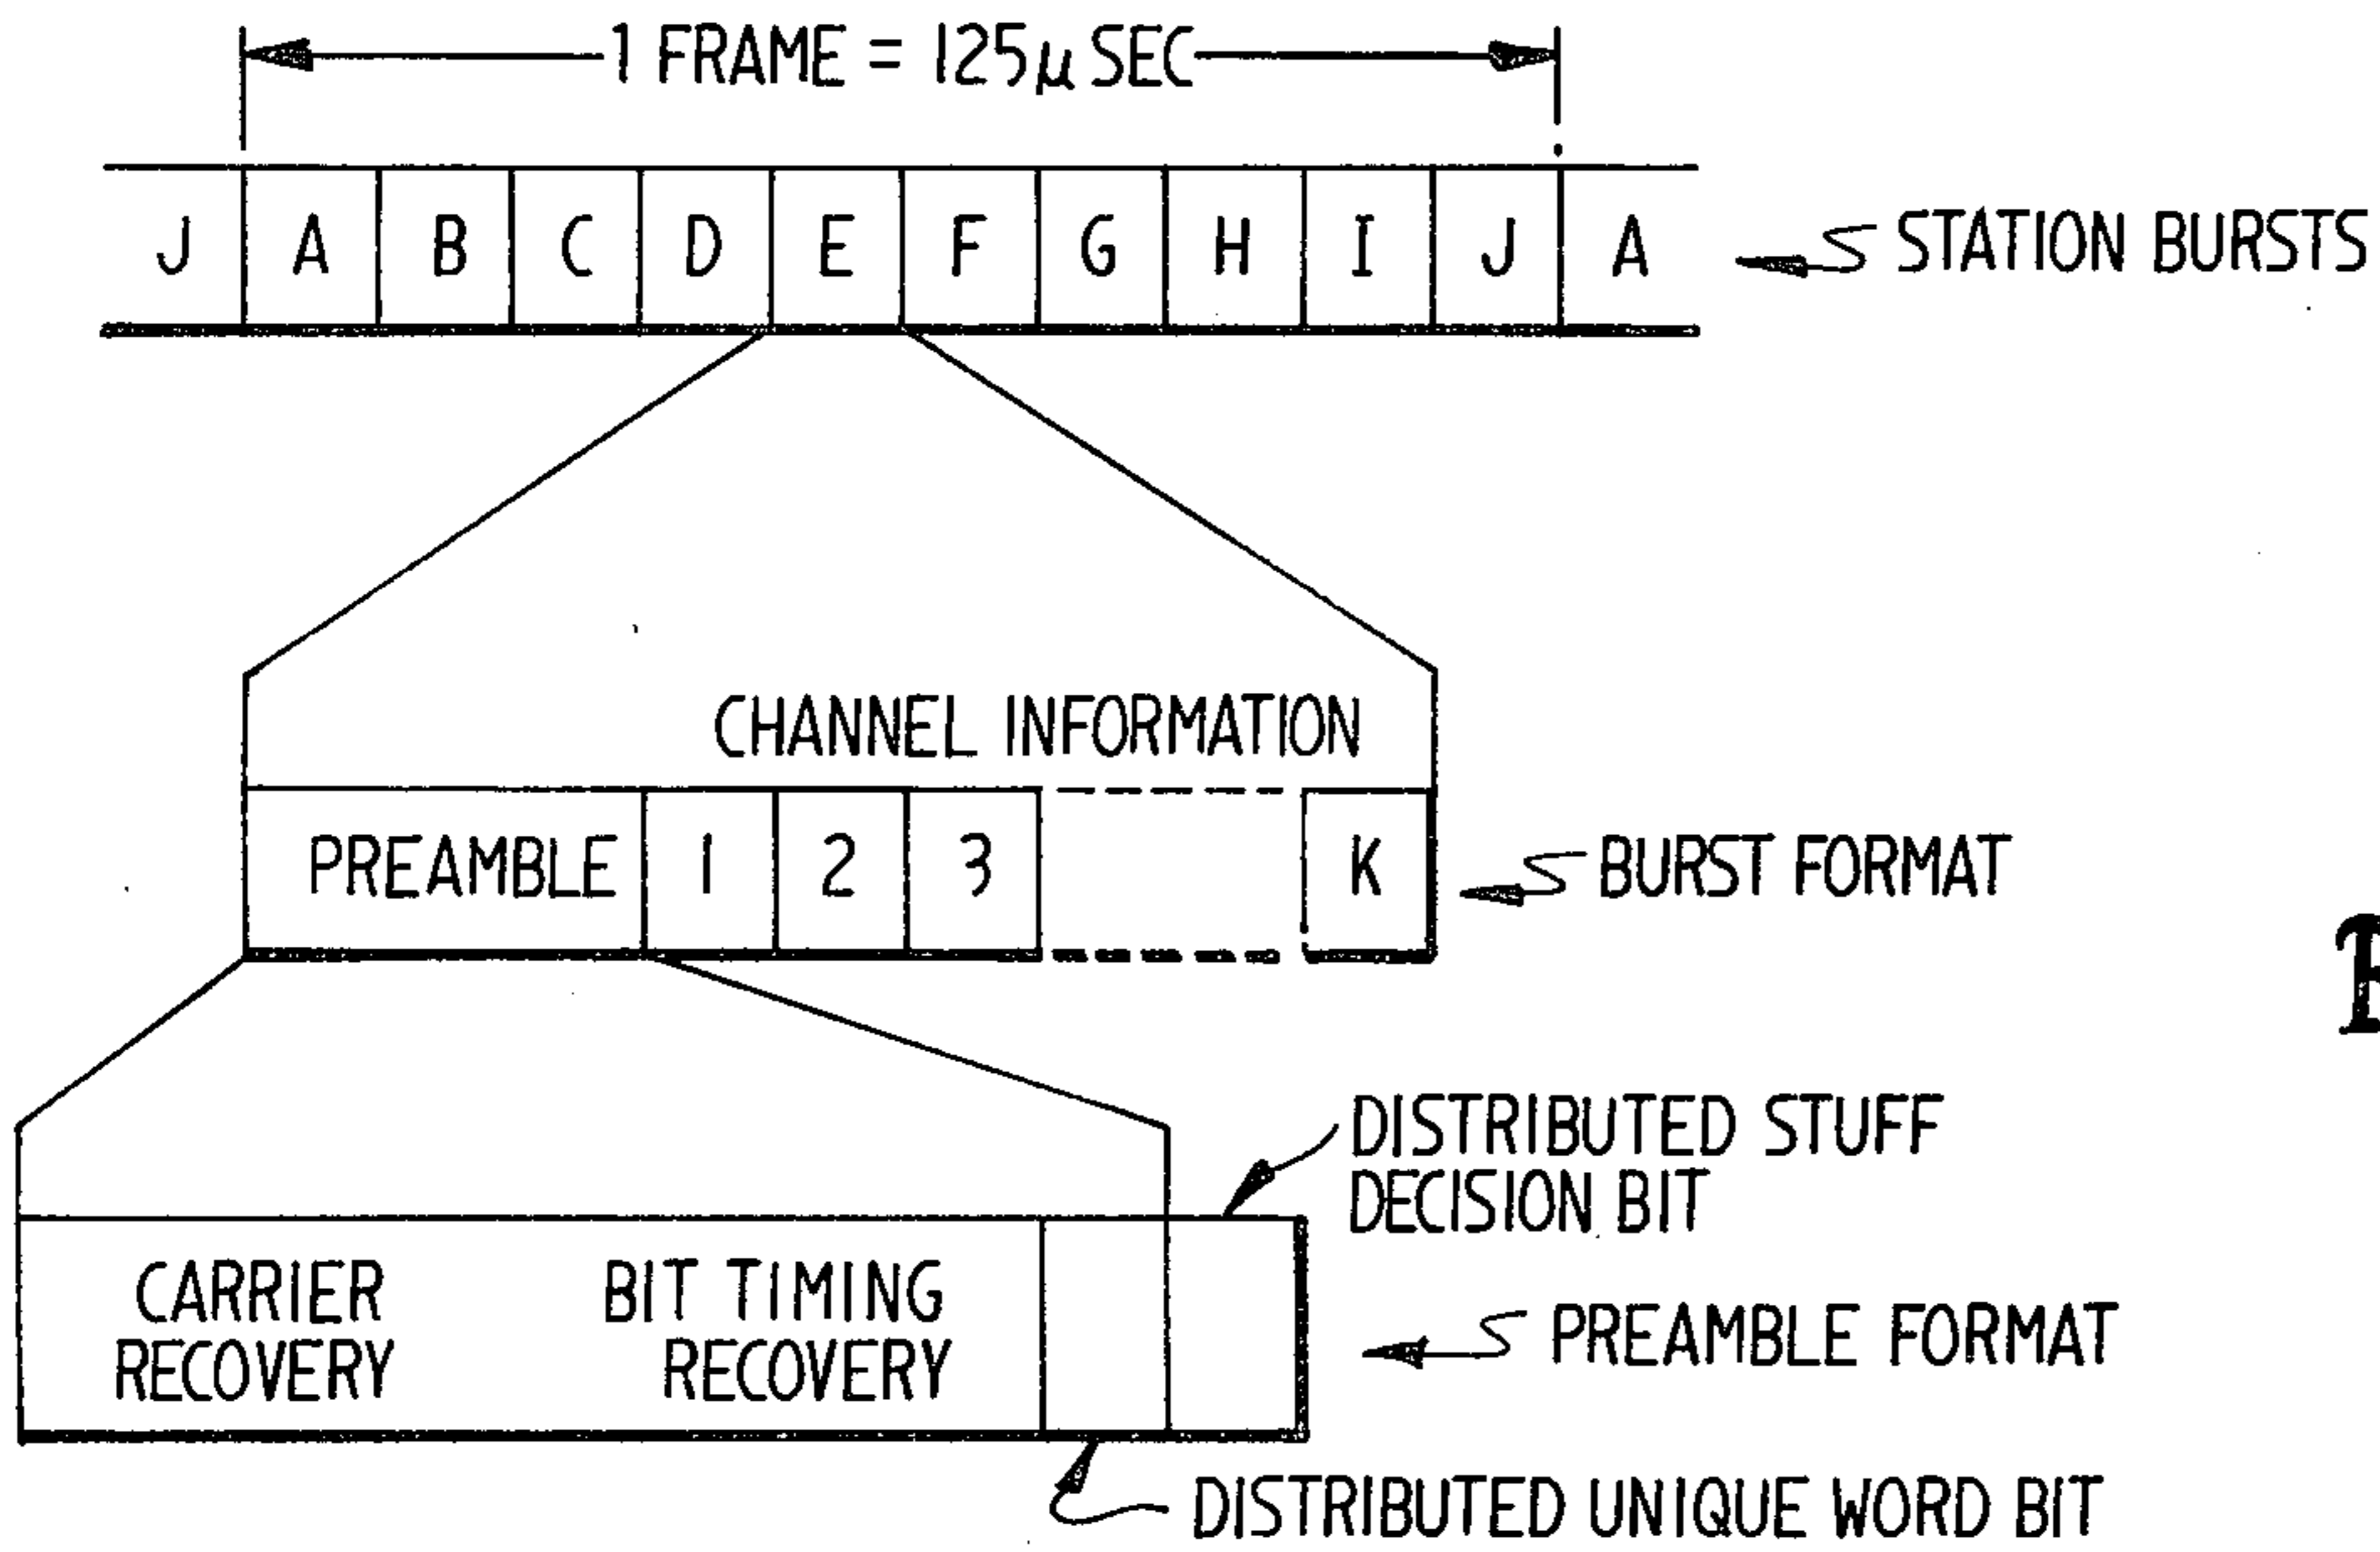 1 FRAME = 125µ SEC
J A B C D E F G H I J A
STATION BURSTS
CHANNEL INFORMATION
PREAMBLE 1 2 3 K
BURST FORMAT
DISTRIBUTED STUFF
DECISION BIT
CARRIER
RECOVERY
BIT TIMING
RECOVERY
PREAMBLE FORMAT
DISTRIBUTED UNIQUE WORD BIT